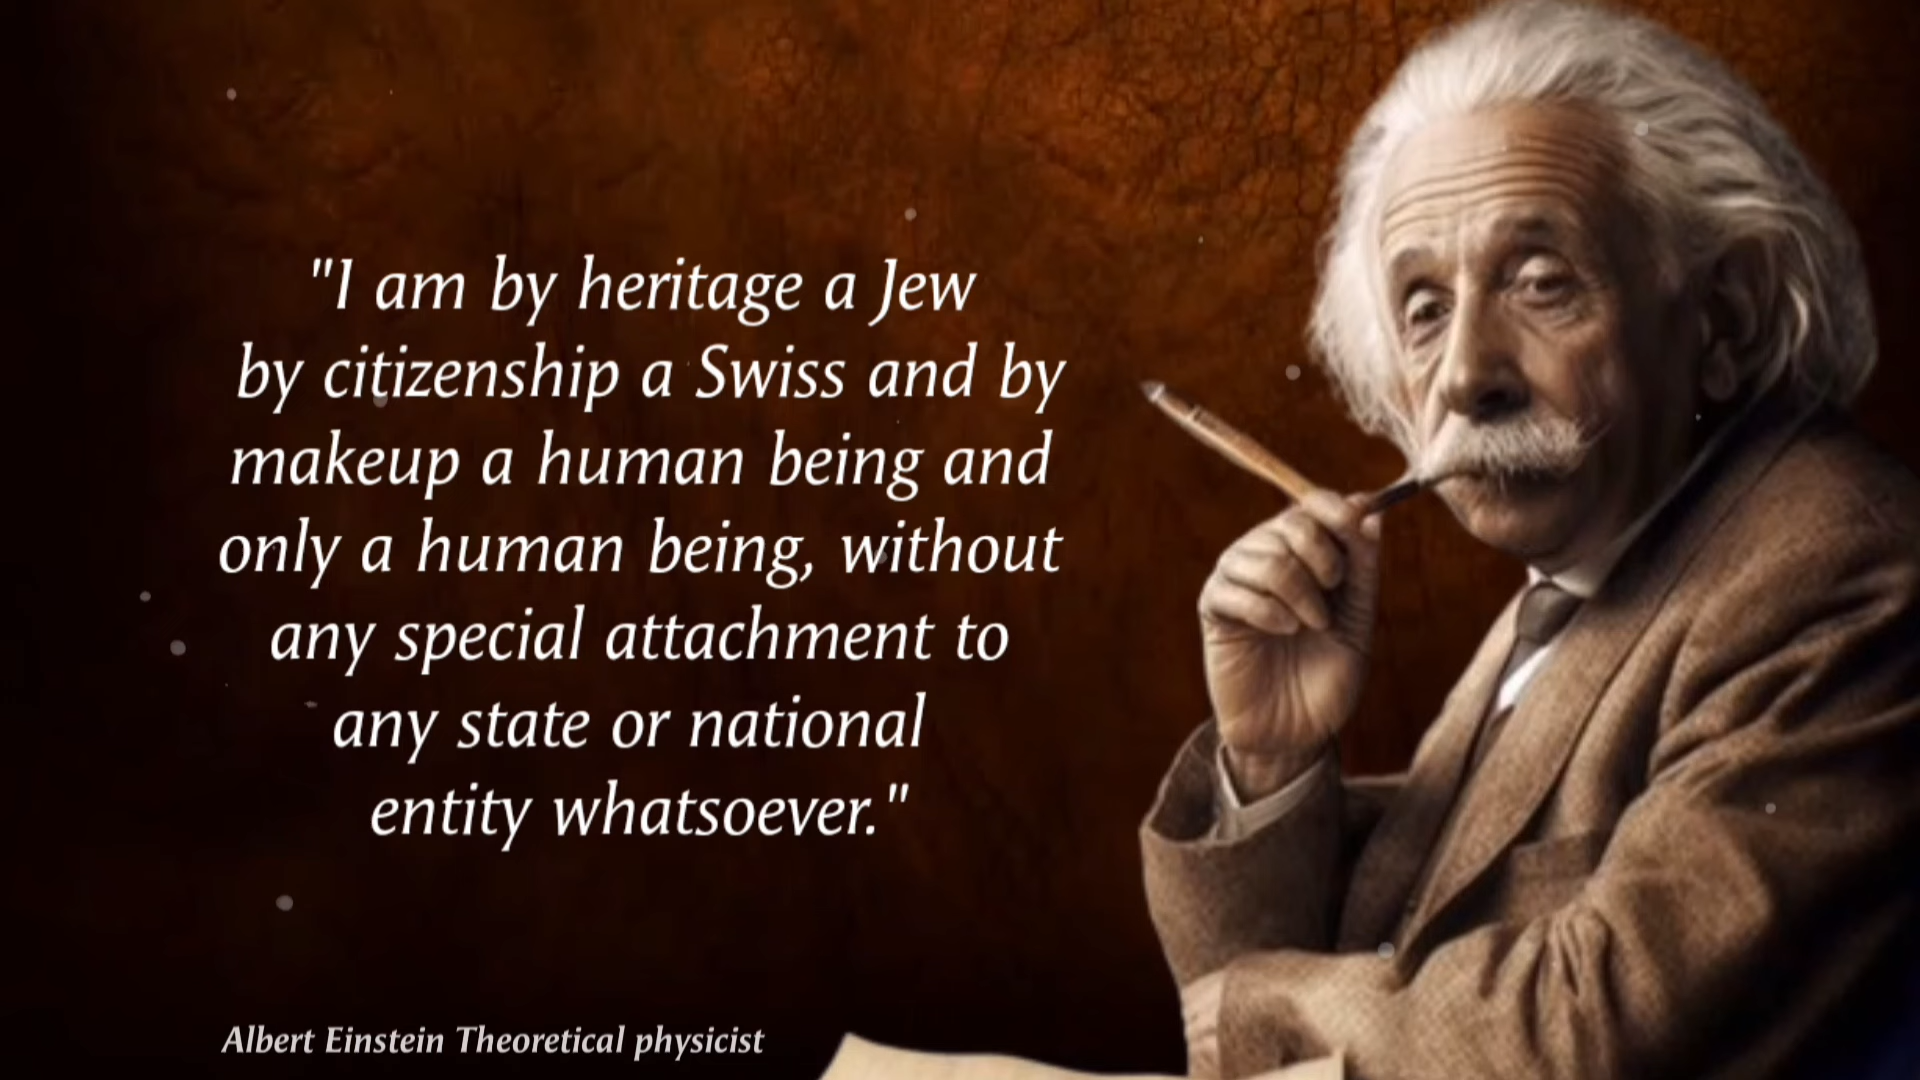 "I am by heritage a Jew
by citizenship a Swiss and by
makeup a human being and
only a human being, without
any special attachment to
any state or national
entity whatsoever."
Albert Einstein Theoretical physicist